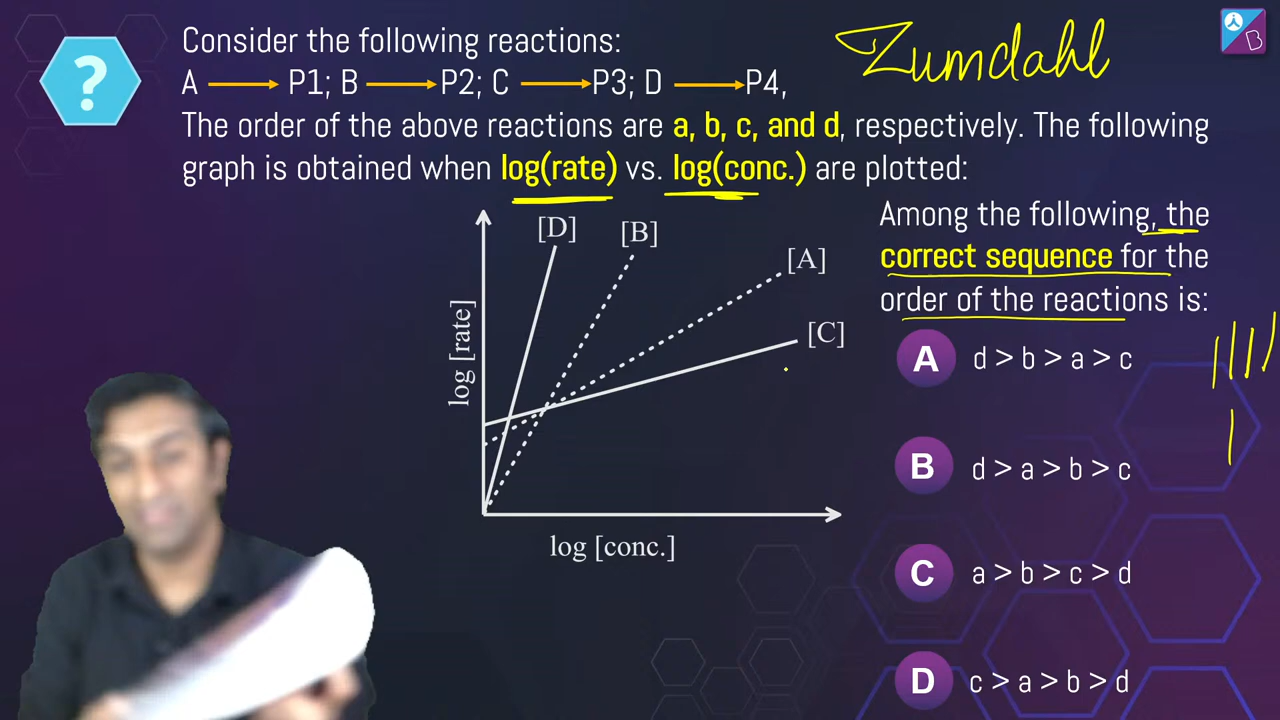 Consider the following reactions:
Zumdahl
A → P1; B → P2; C → P3; D → P4,
The order of the above reactions are a, b, c, and d, respectively. The following
graph is obtained when log(rate) vs. log(conc.) are plotted:
?
B
[D]
[B]
[A]
[C]
log [rate]
log [conc.]
Among the following, the
correct sequence for the
order of the reactions is:
A d > b > a > c
B d > a > b > c
C a > b > c > d
D c > a > b > d